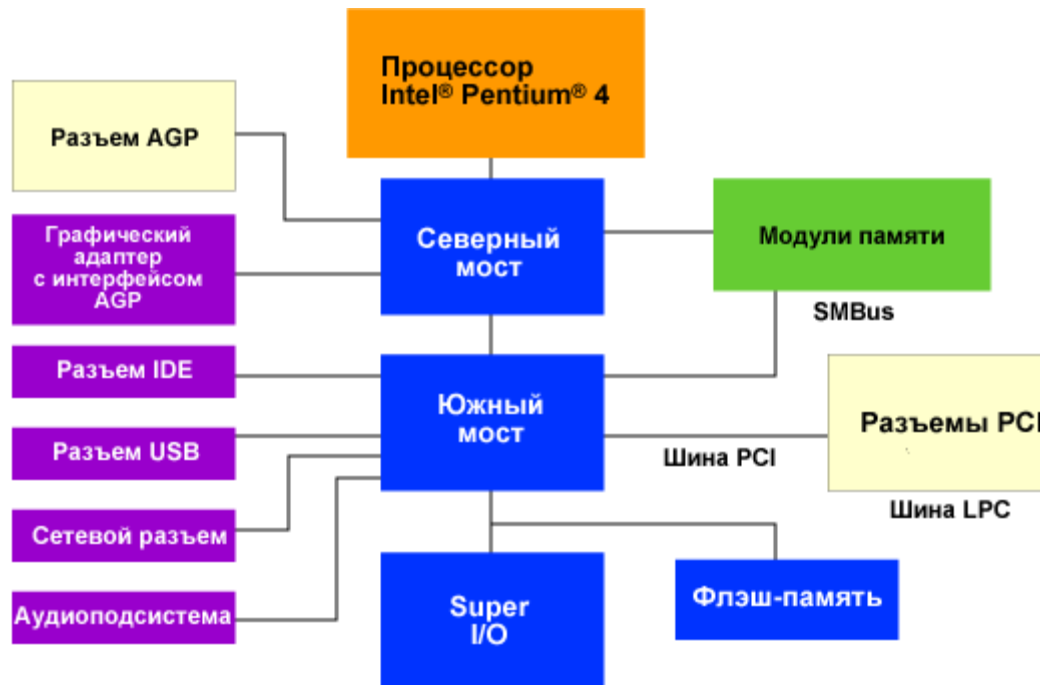 Процессор
Intel® Pentium® 4
Разъем AGP
Графический
адаптер
с интерфейсом
AGP
Северный
мост
Модули памяти
SMBus
Разъем IDE
Южный
мост
Разъемы PCI
Разъем USB
Шина PCI
Шина LPC
Сетевой разъем
Аудиоподсистема
Super
I/O
Флэш-память